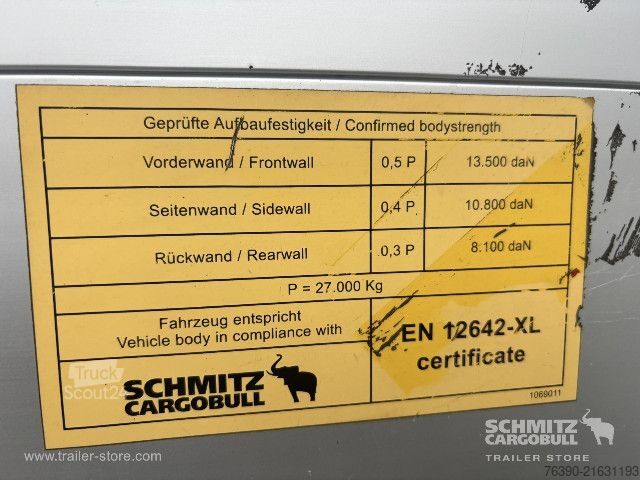 Geprüfte Aufbaufestigkeit / Confirmed bodystrength
Vorderwand / Frontwall 0,5 P 13.500 daN
Seitenwand / Sidewall 0,4 P 10.800 daN
Rückwand / Rearwall 0,3 P 8.100 daN
P = 27.000 Kg
Fahrzeug entspricht
Vehicle body in compliance with
EN 12642-XL
certificate
SCHMITZ
CARGOBULL
1069011
Truck
Scout24
www.trailer-store.com
SCHMITZ
CARGOBULL
TRAILER STORE
76390-21631193